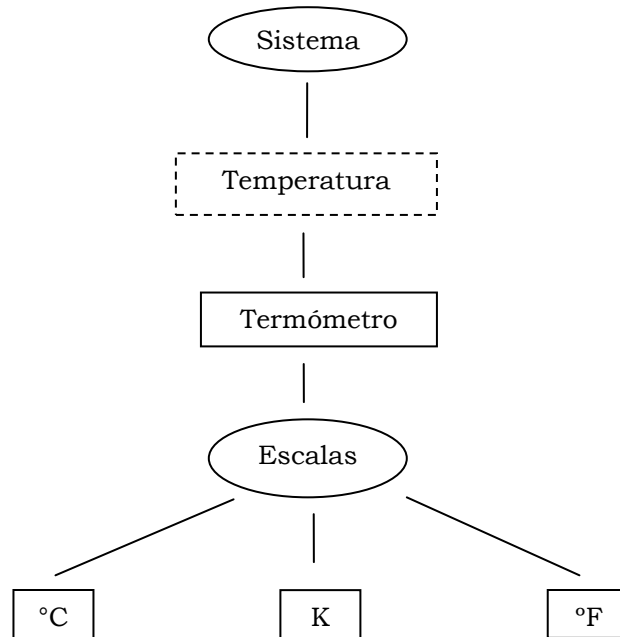 Sistema
Temperatura
Termómetro
Escalas
°C
K
ºF